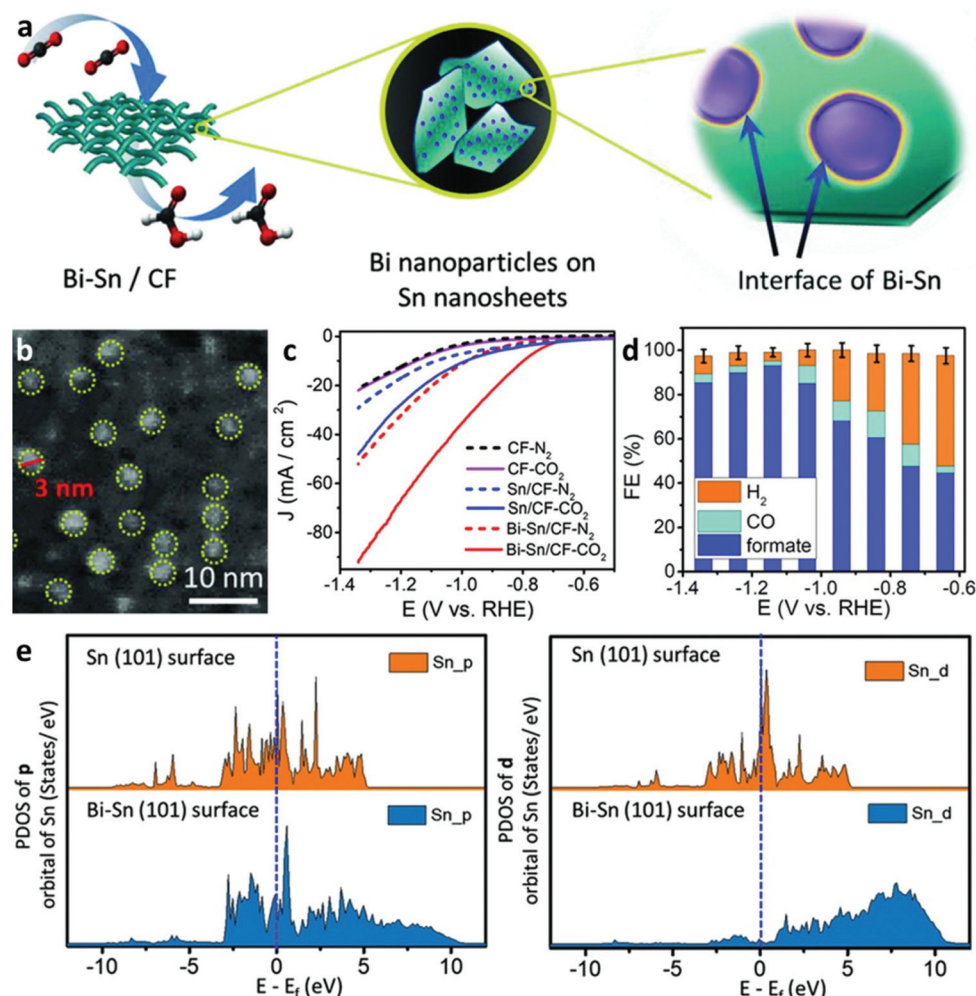 a
Bi-Sn / CF
Bi nanoparticles on
Sn nanosheets
Interface of Bi-Sn
b
3 nm
10 nm
c
0
-20
-40
-60
-80
J (mA / cm²)
CF-N₂
CF-CO₂
Sn/CF-N₂
Sn/CF-CO₂
Bi-Sn/CF-N₂
Bi-Sn/CF-CO₂
-1.4 -1.2 -1.0 -0.8 -0.6
E (V vs. RHE)
d
100
80
60
40
20
0
FE (%)
H₂
CO
formate
-1.4 -1.2 -1.0 -0.8 -0.6
E (V vs. RHE)
e
PDOS of p
orbital of Sn (States/ eV)
Sn (101) surface
Sn_p
Bi-Sn (101) surface
Sn_p
-10 -5 0 5 10
E - E_f (eV)
PDOS of d
orbital of Sn (States/ eV)
Sn (101) surface
Sn_d
Bi-Sn (101) surface
Sn_d
-10 -5 0 5 10
E - E_f (eV)